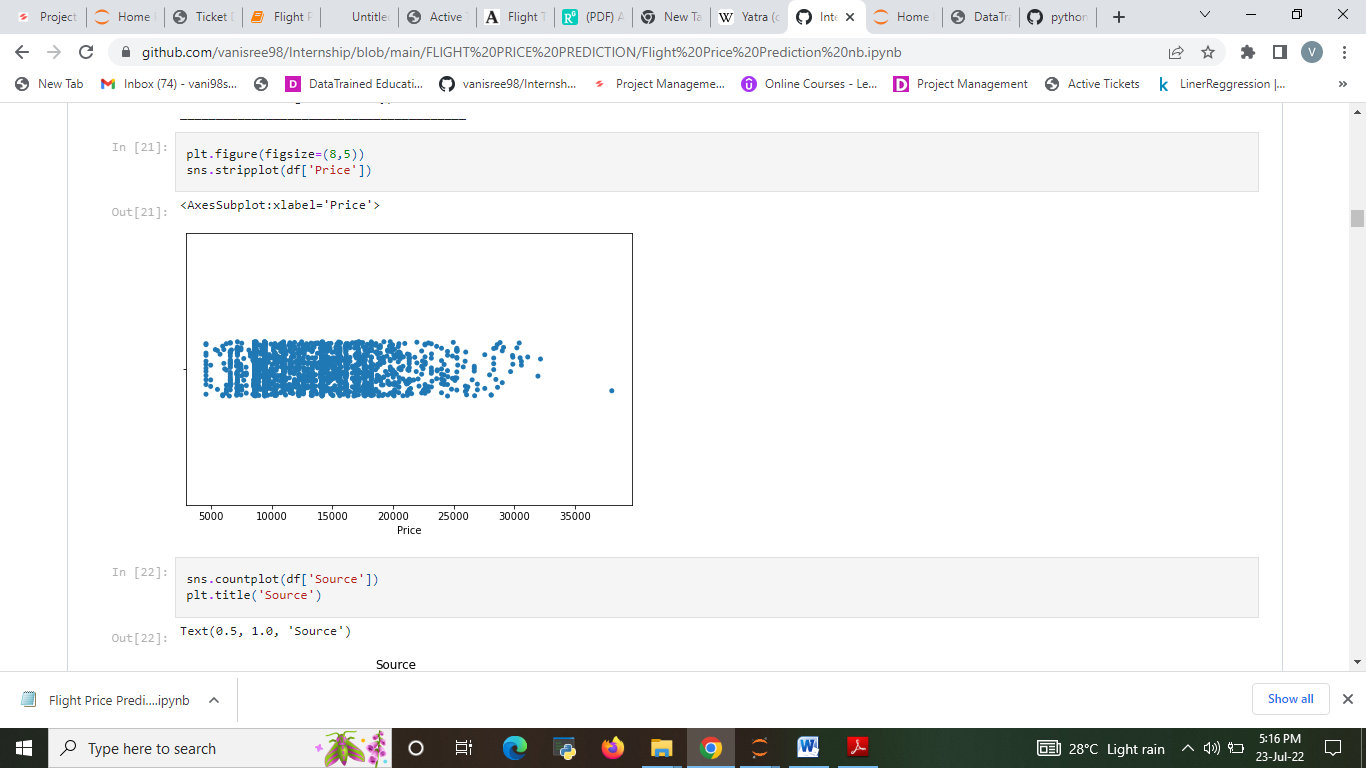 Project
Home
Ticket D
Flight P
Untitle
Active
Flight T
(PDF) A
New Ta
Yatra (c
Inte
Home
DataTra
python
github.com/vanisree98/Internship/blob/main/FLIGHT%20PRICE%20PREDICTION/Flight%20Price%20Prediction%20nb.ipynb
V
New Tab
Inbox (74) - vani98s...
DataTrained Educati...
vanisree98/Internsh...
Project Manageme...
Online Courses - Le...
Project Management
Active Tickets
LinerReggression |...
»
In [21]:
plt.figure(figsize=(8,5))
sns.stripplot(df['Price'])
Out[21]:
<AxesSubplot:xlabel='Price'>
5000 10000 15000 20000 25000 30000 35000
Price
In [22]:
sns.countplot(df['Source'])
plt.title('Source')
Out[22]:
Text(0.5, 1.0, 'Source')
Source
Flight Price Predi....ipynb
Show all
Type here to search
28°C Light rain
5:16 PM
23-Jul-22